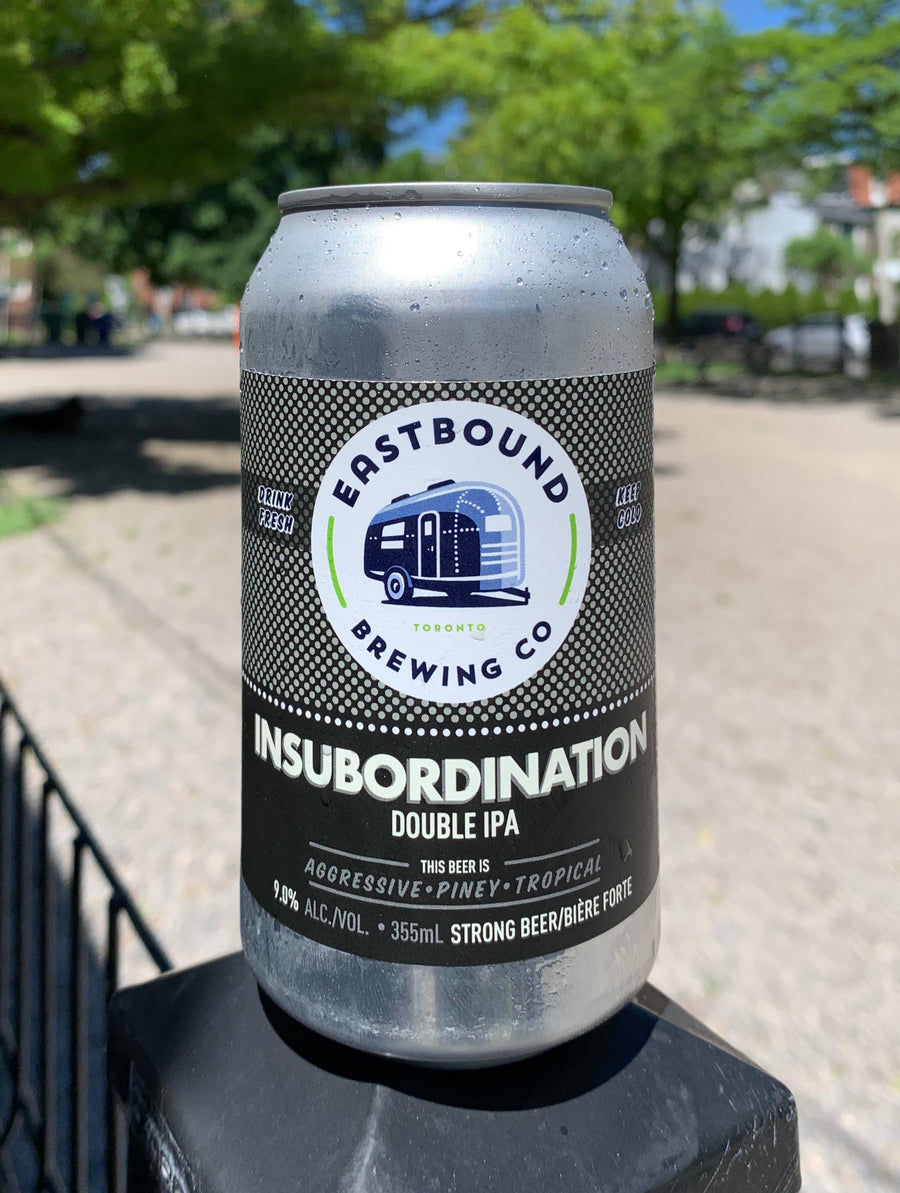 EASTBOUND
DRINK
FRESH
KEEP
COLD
TORONTO
BREWING CO
INSUBORDINATION
DOUBLE IPA
THIS BEER IS
AGGRESSIVE • PINEY • TROPICAL
9.0% ALC./VOL. • 355mL STRONG BEER/BIÈRE FORTE